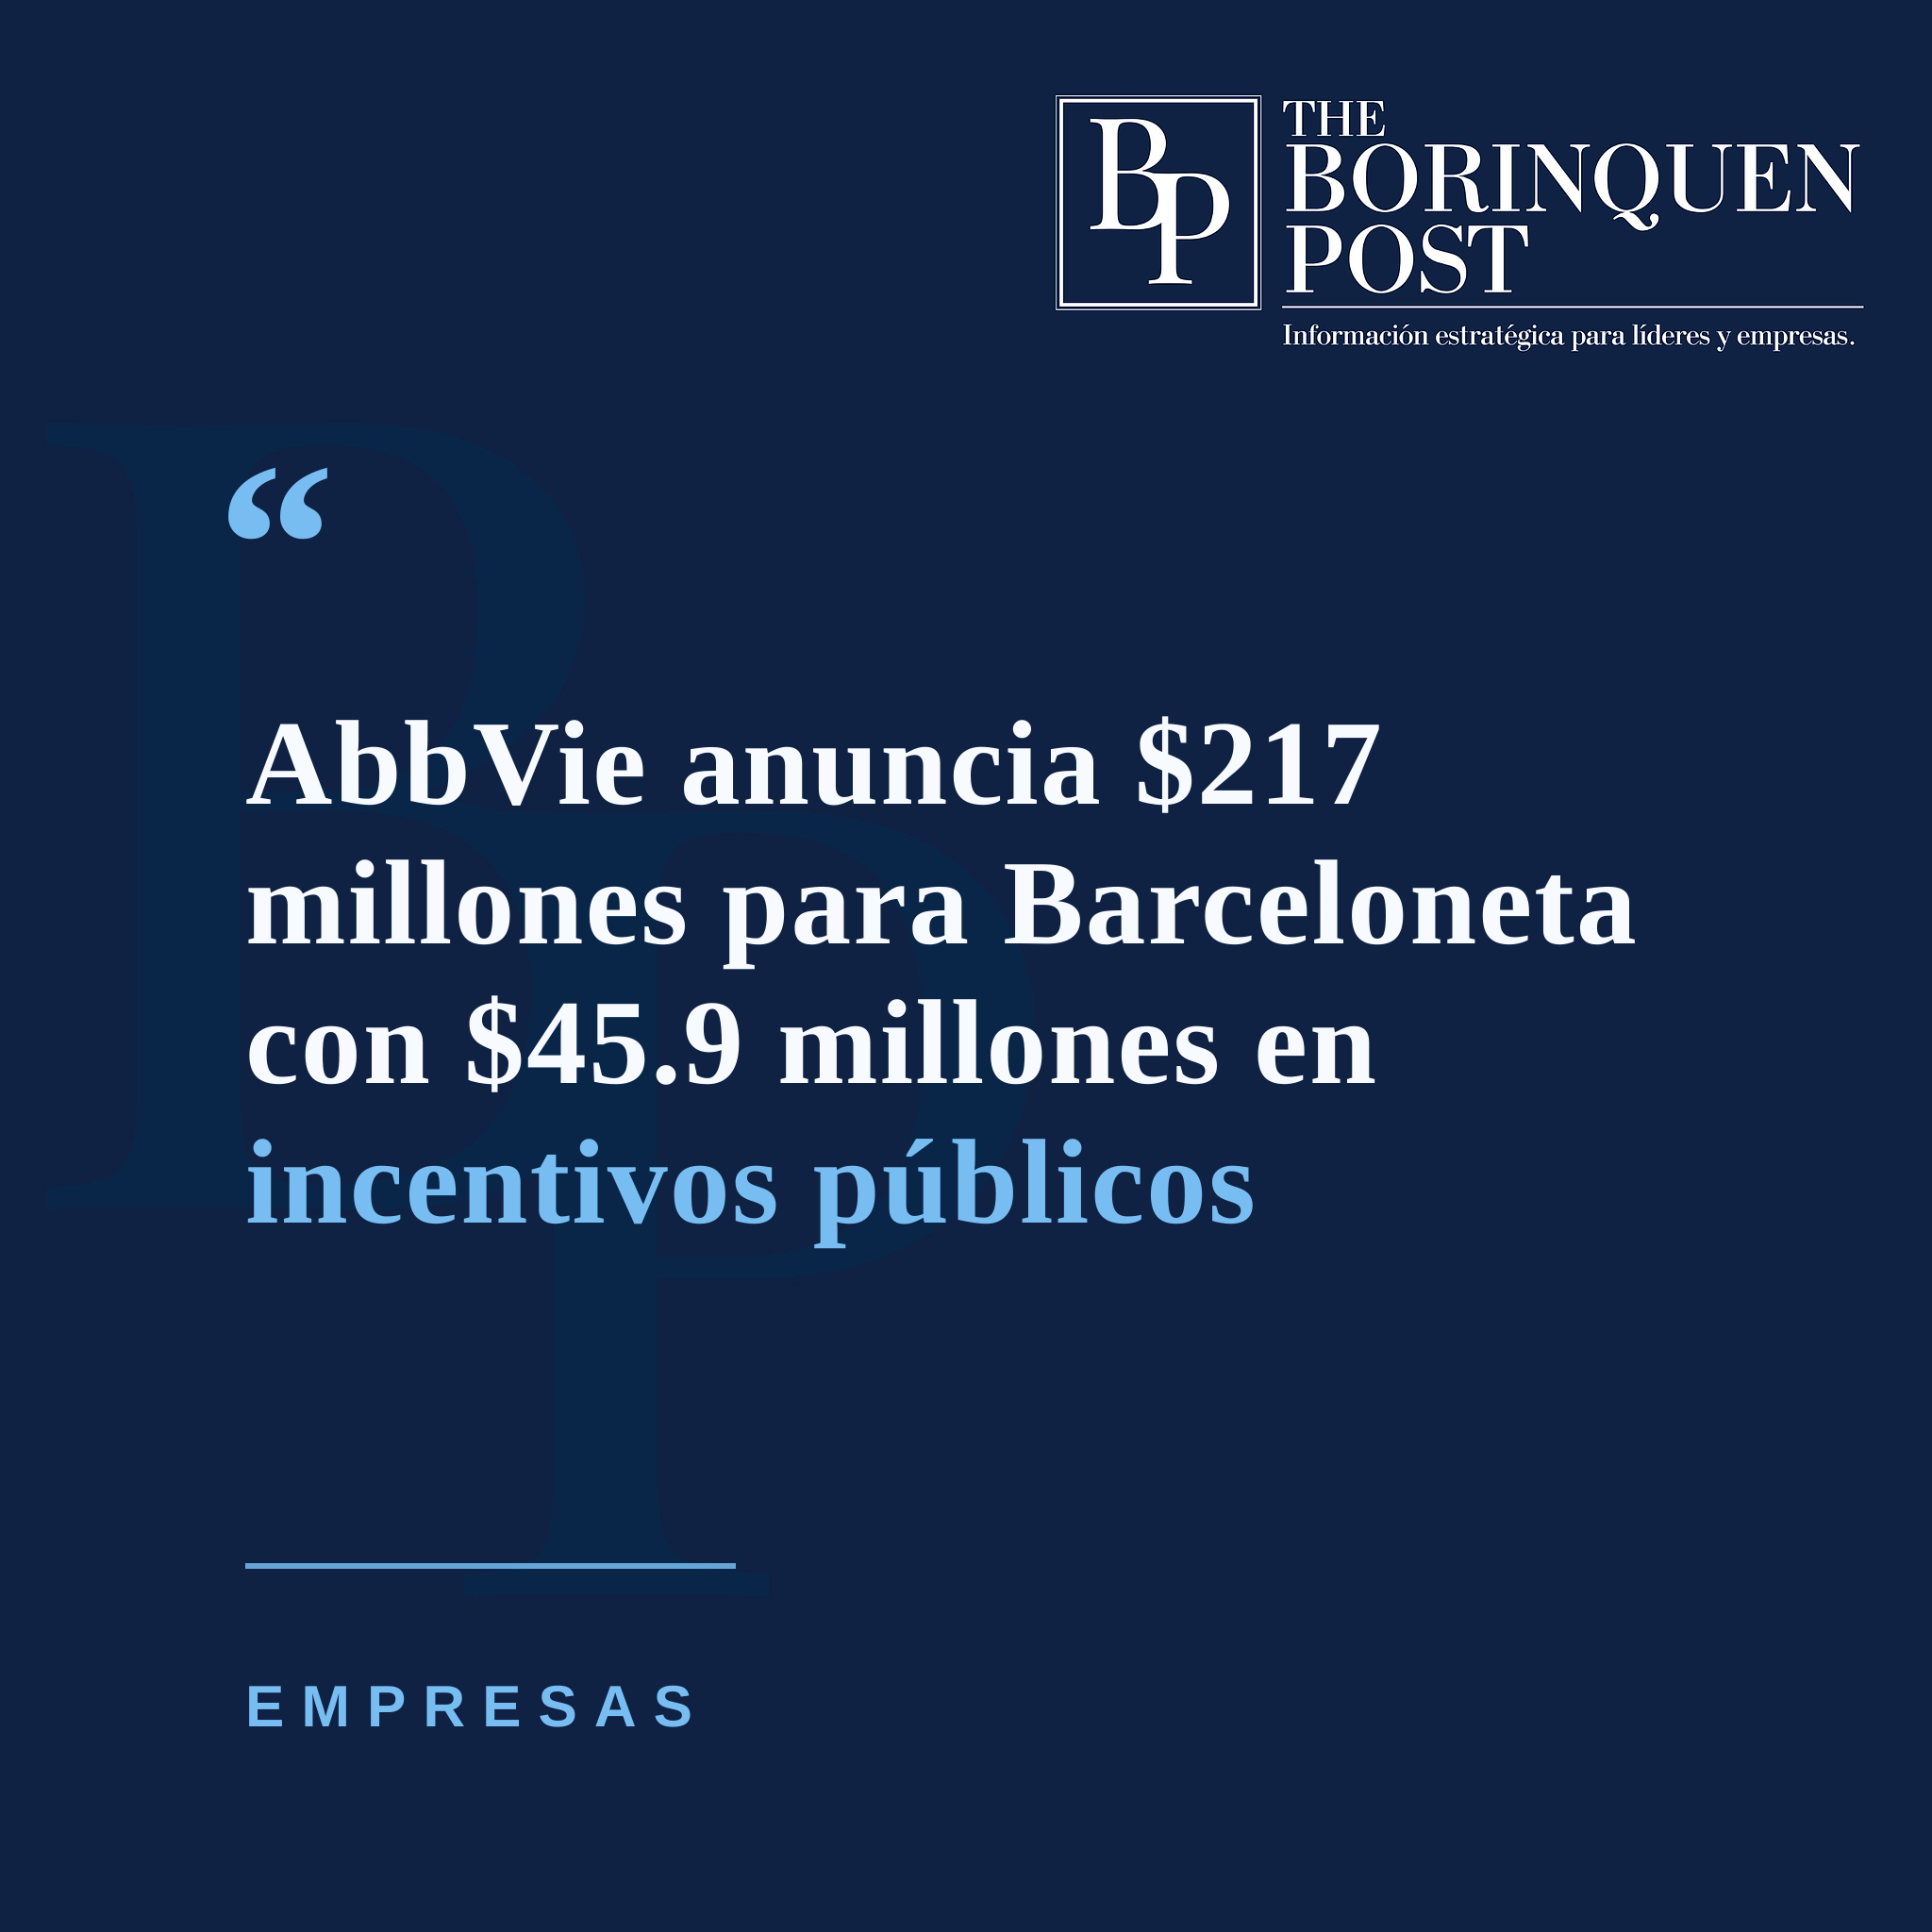 BP
THE
BORINQUEN
POST
Información estratégica para líderes y empresas.
“
AbbVie anuncia $217
millones para Barceloneta
con $45.9 millones en
incentivos públicos
EMPRESAS